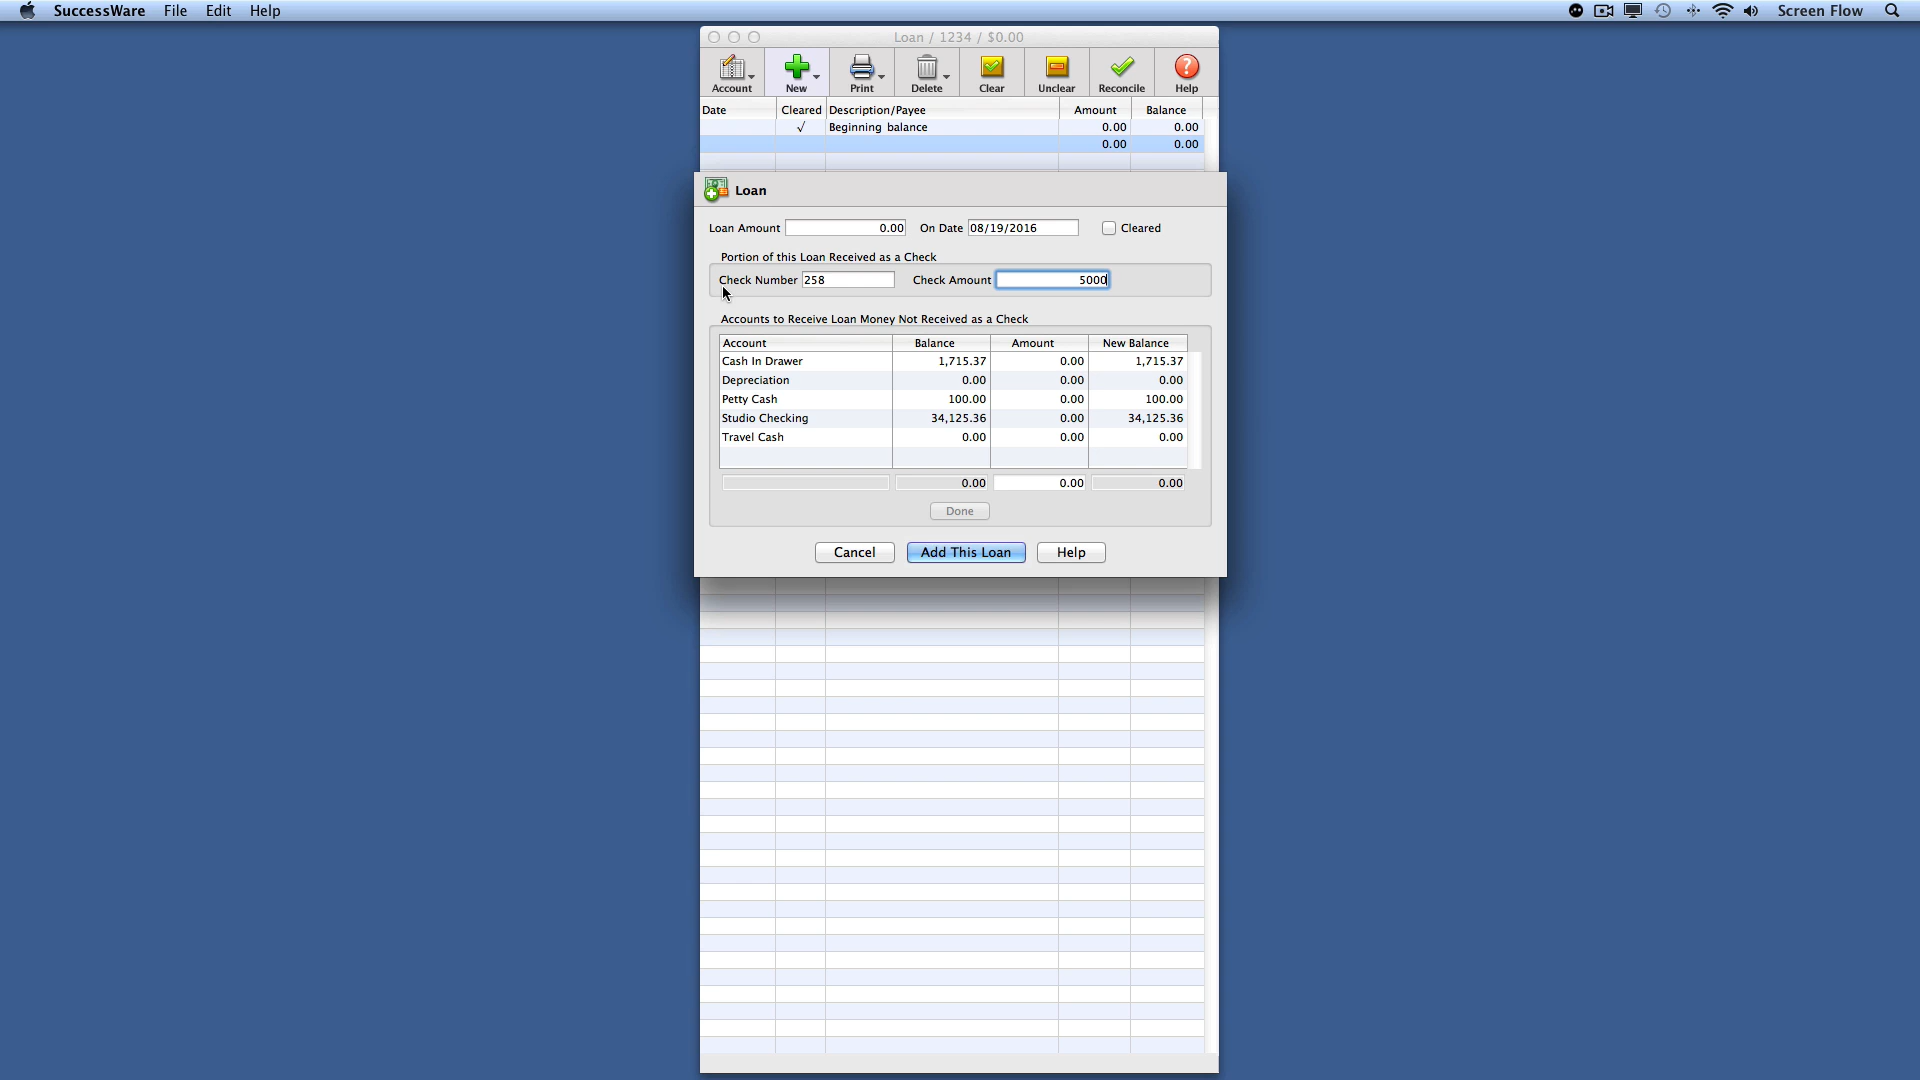 SuccessWare File Edit Help Screen Flow
Loan / 1234 / $0.00
Account New Print Delete Clear Unclear Reconcile Help
Date Cleared Description/Payee Amount Balance
√ Beginning balance 0.00 0.00
0.00 0.00
Loan
Loan Amount 0.00 On Date 08/19/2016 Cleared
Portion of this Loan Received as a Check
Check Number 258 Check Amount 5000
Accounts to Receive Loan Money Not Received as a Check
Account Balance Amount New Balance
Cash In Drawer 1,715.37 0.00 1,715.37
Depreciation 0.00 0.00 0.00
Petty Cash 100.00 0.00 100.00
Studio Checking 34,125.36 0.00 34,125.36
Travel Cash 0.00 0.00 0.00
0.00 0.00 0.00
Done
Cancel Add This Loan Help